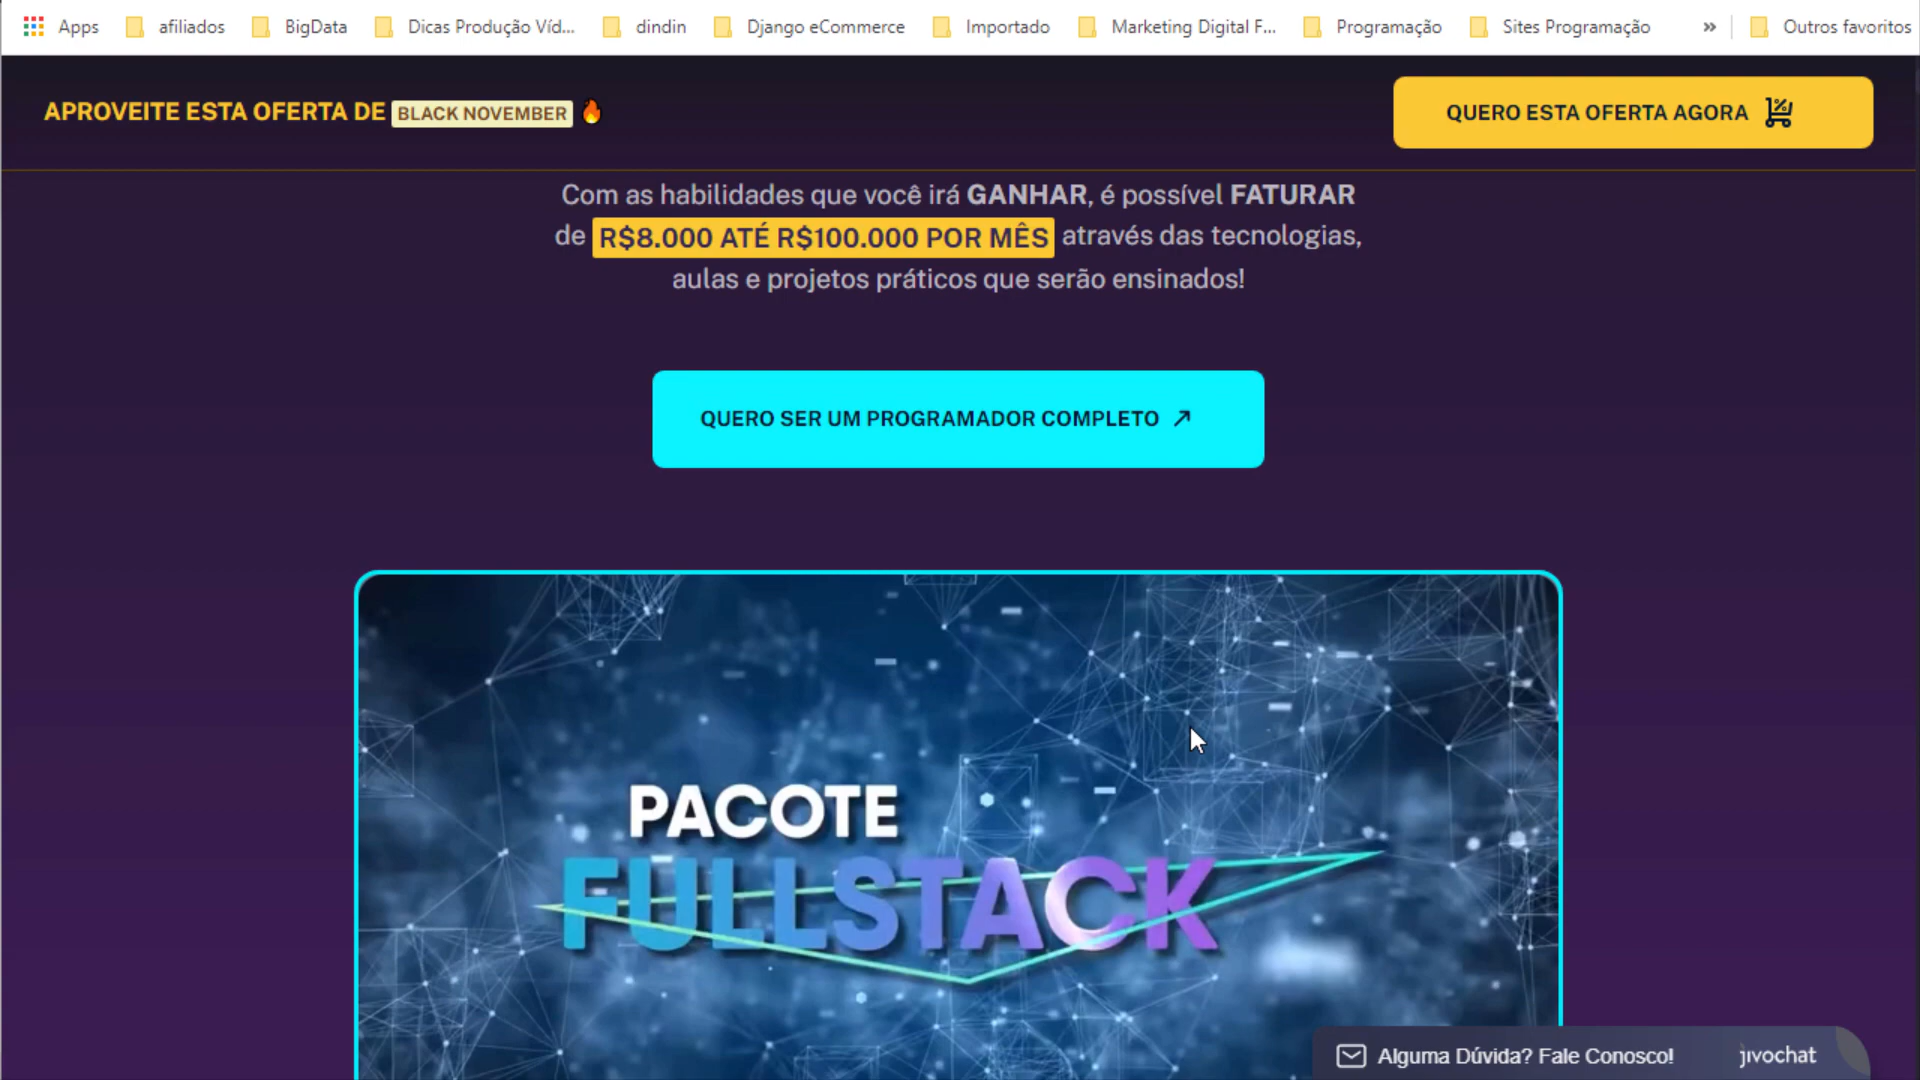 Apps afiliados BigData Dicas Produção Víd... dindin Django eCommerce Importado Marketing Digital F... Programação Sites Programação » Outros favoritos
APROVEITE ESTA OFERTA DE BLACK NOVEMBER 🔥
QUERO ESTA OFERTA AGORA
Com as habilidades que você irá GANHAR, é possível FATURAR
de R$8.000 ATÉ R$100.000 POR MÊS através das tecnologias,
aulas e projetos práticos que serão ensinados!
QUERO SER UM PROGRAMADOR COMPLETO ↗
PACOTE
FULLSTACK
Alguma Dúvida? Fale Conosco! jivochat